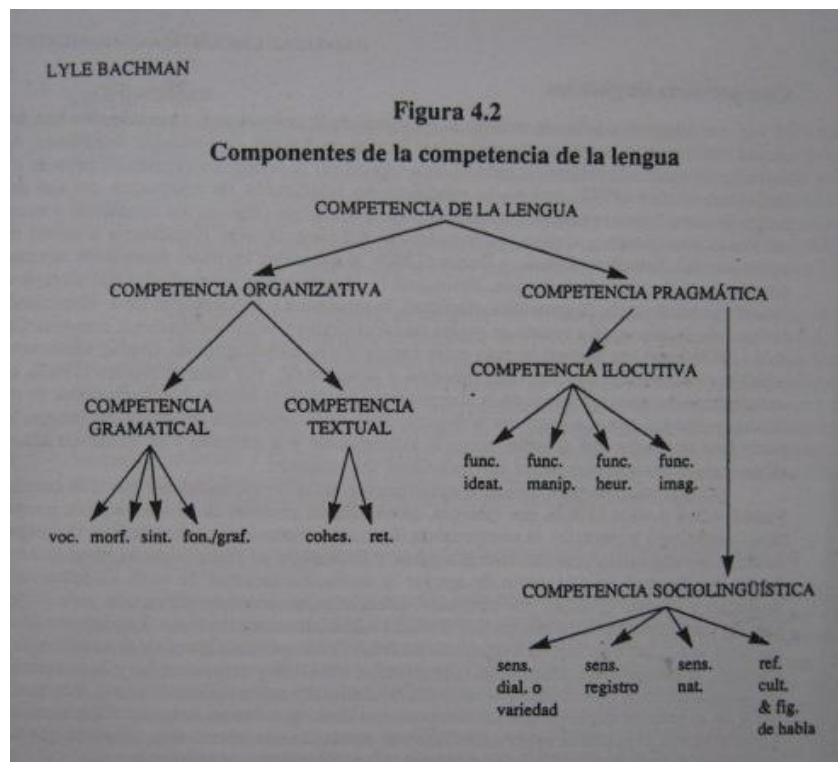 LYLE BACHMAN
Figura 4.2
Componentes de la competencia de la lengua
COMPETENCIA DE LA LENGUA
COMPETENCIA ORGANIZATIVA
COMPETENCIA PRAGMÁTICA
COMPETENCIA ILOCUTIVA
COMPETENCIA
GRAMATICAL
COMPETENCIA
TEXTUAL
func. func. func. func.
ideat. manip. heur. imag.
voc. morf. sint. fon./graf.
cohes. ret.
COMPETENCIA SOCIOLINGÜÍSTICA
sens. sens. sens. ref.
dial. o registro nat. cult.
variedad & fig.
de habla